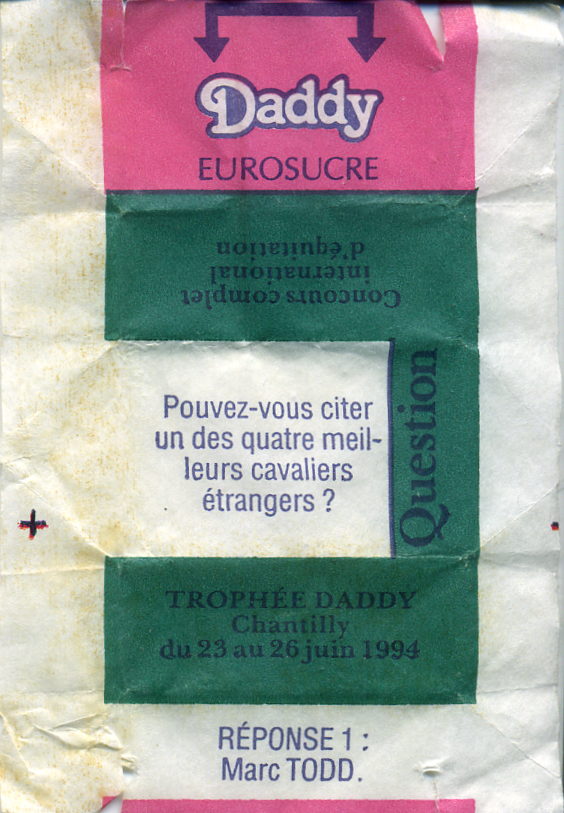 Daddy
EUROSUCRE
Concours complet
international
d'équitation
Pouvez-vous citer
un des quatre meil-
leurs cavaliers
étrangers ?
Question
TROPHÉE DADDY
Chantilly
du 23 au 26 juin 1994
RÉPONSE 1 :
Marc TODD.